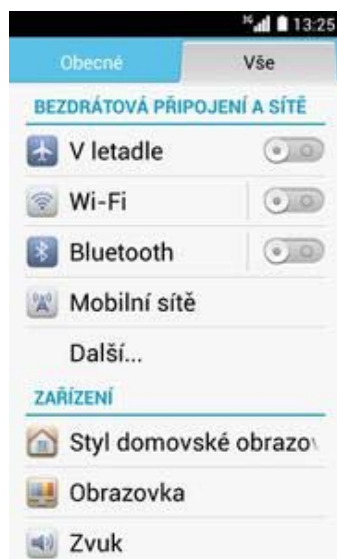 13:25
Obecné Vše
BEZDRÁTOVÁ PŘIPOJENÍ A SÍTĚ
V letadle
Wi-Fi
Bluetooth
Mobilní sítě
Další...
ZAŘÍZENÍ
Styl domovské obrazov
Obrazovka
Zvuk